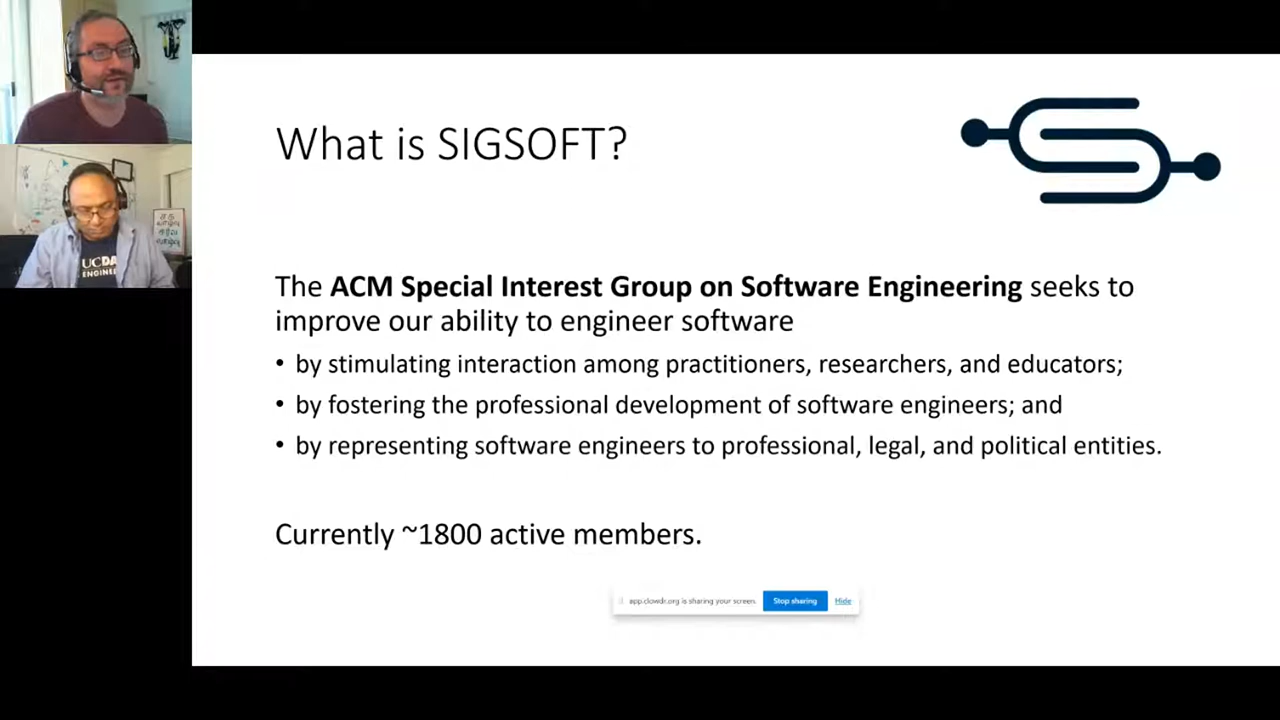 What is SIGSOFT?
UCDA
ENGINEE
The ACM Special Interest Group on Software Engineering seeks to
improve our ability to engineer software
• by stimulating interaction among practitioners, researchers, and educators;
• by fostering the professional development of software engineers; and
• by representing software engineers to professional, legal, and political entities.
Currently ~1800 active members.
app.clowdr.org is sharing your screen. Stop sharing Hide